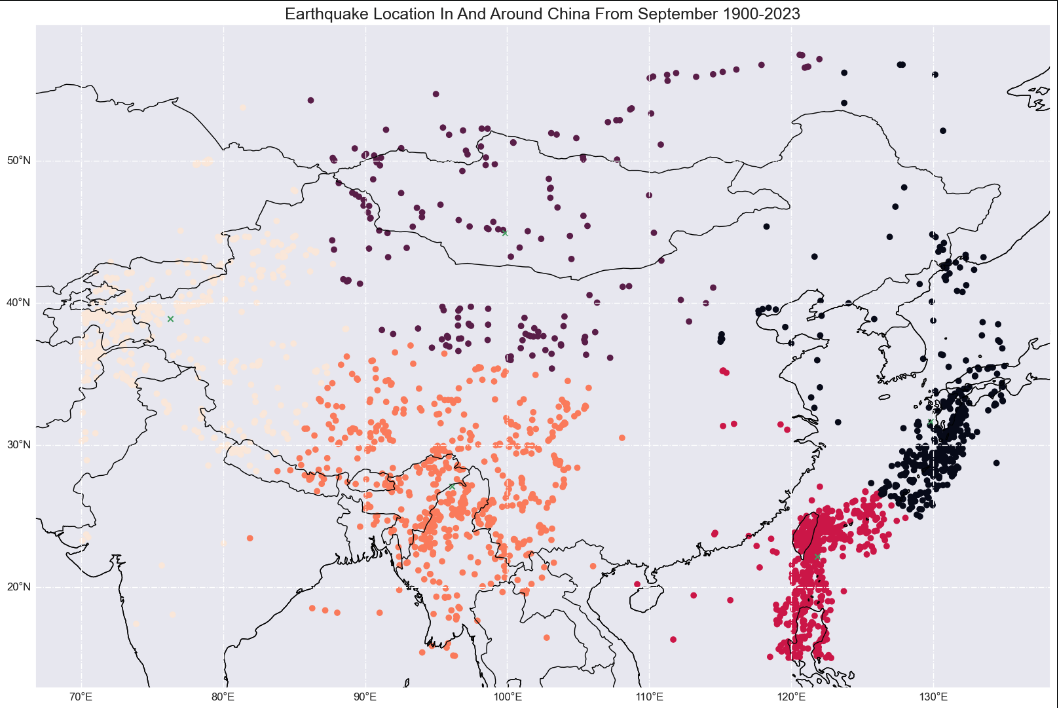 Earthquake Location In And Around China From September 1900-2023
50°N
40°N
30°N
20°N
70°E 80°E 90°E 100°E 110°E 120°E 130°E